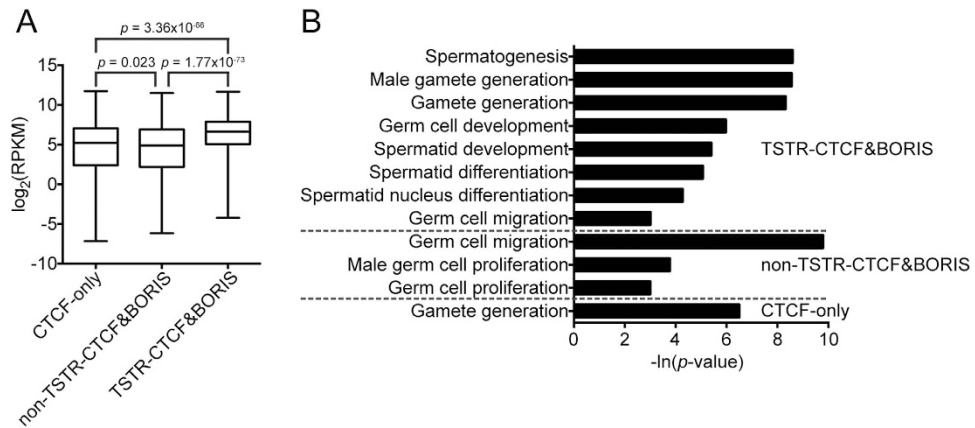 A
p = 3.36x10-66
p = 0.023
p = 1.77x10-73
15
10
5
0
-5
-10
log2(RPKM)
CTCF-only
non-TSTR-CTCF&BORIS
TSTR-CTCF&BORIS
B
Spermatogenesis
Male gamete generation
Gamete generation
Germ cell development
Spermatid development
Spermatid differentiation
Spermatid nucleus differentiation
Germ cell migration
TSTR-CTCF&BORIS
Germ cell migration
Male germ cell proliferation
Germ cell proliferation
non-TSTR-CTCF&BORIS
Gamete generation
CTCF-only
0 2 4 6 8 10
-ln(p-value)